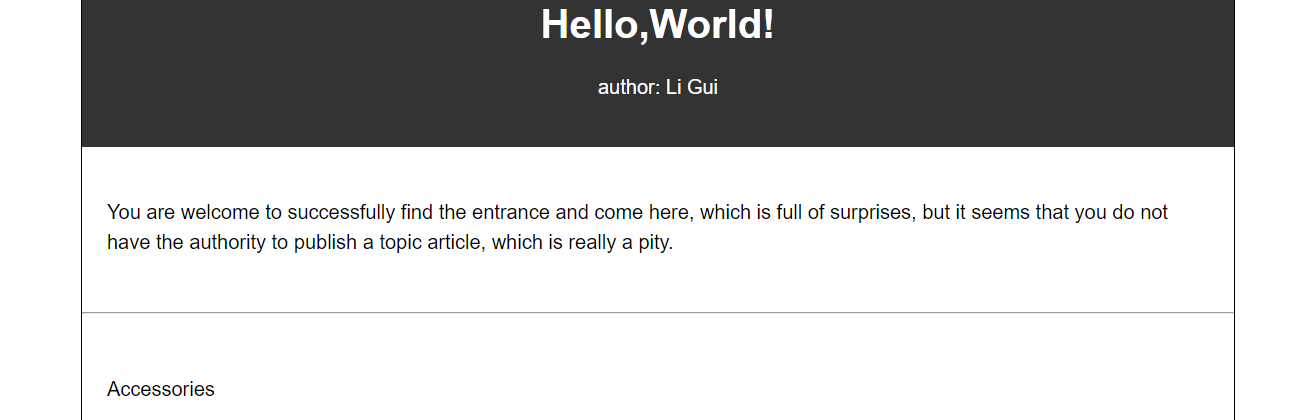 Hello,World!
author: Li Gui
You are welcome to successfully find the entrance and come here, which is full of surprises, but it seems that you do not
have the authority to publish a topic article, which is really a pity.
Accessories